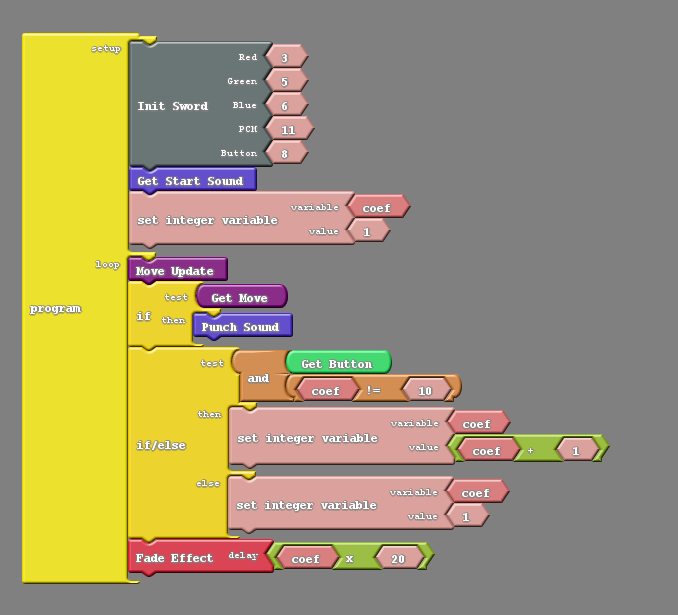 setup
Red 3
Green 5
Init Sword Blue 6
PCM 11
Button 8
Get Start Sound
variable coef
set integer variable
value 1
loop
Move Update
program
test Get Move
if then Punch Sound
test Get Button
and
coef != 10
then
variable coef
set integer variable
value coef + 1
if/else
else
variable coef
set integer variable
value 1
Fade Effect delay coef x 20